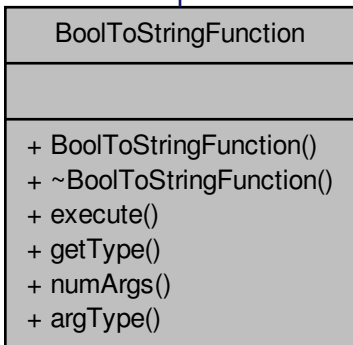 BoolToStringFunction
+ BoolToStringFunction()
+ ~BoolToStringFunction()
+ execute()
+ getType()
+ numArgs()
+ argType()